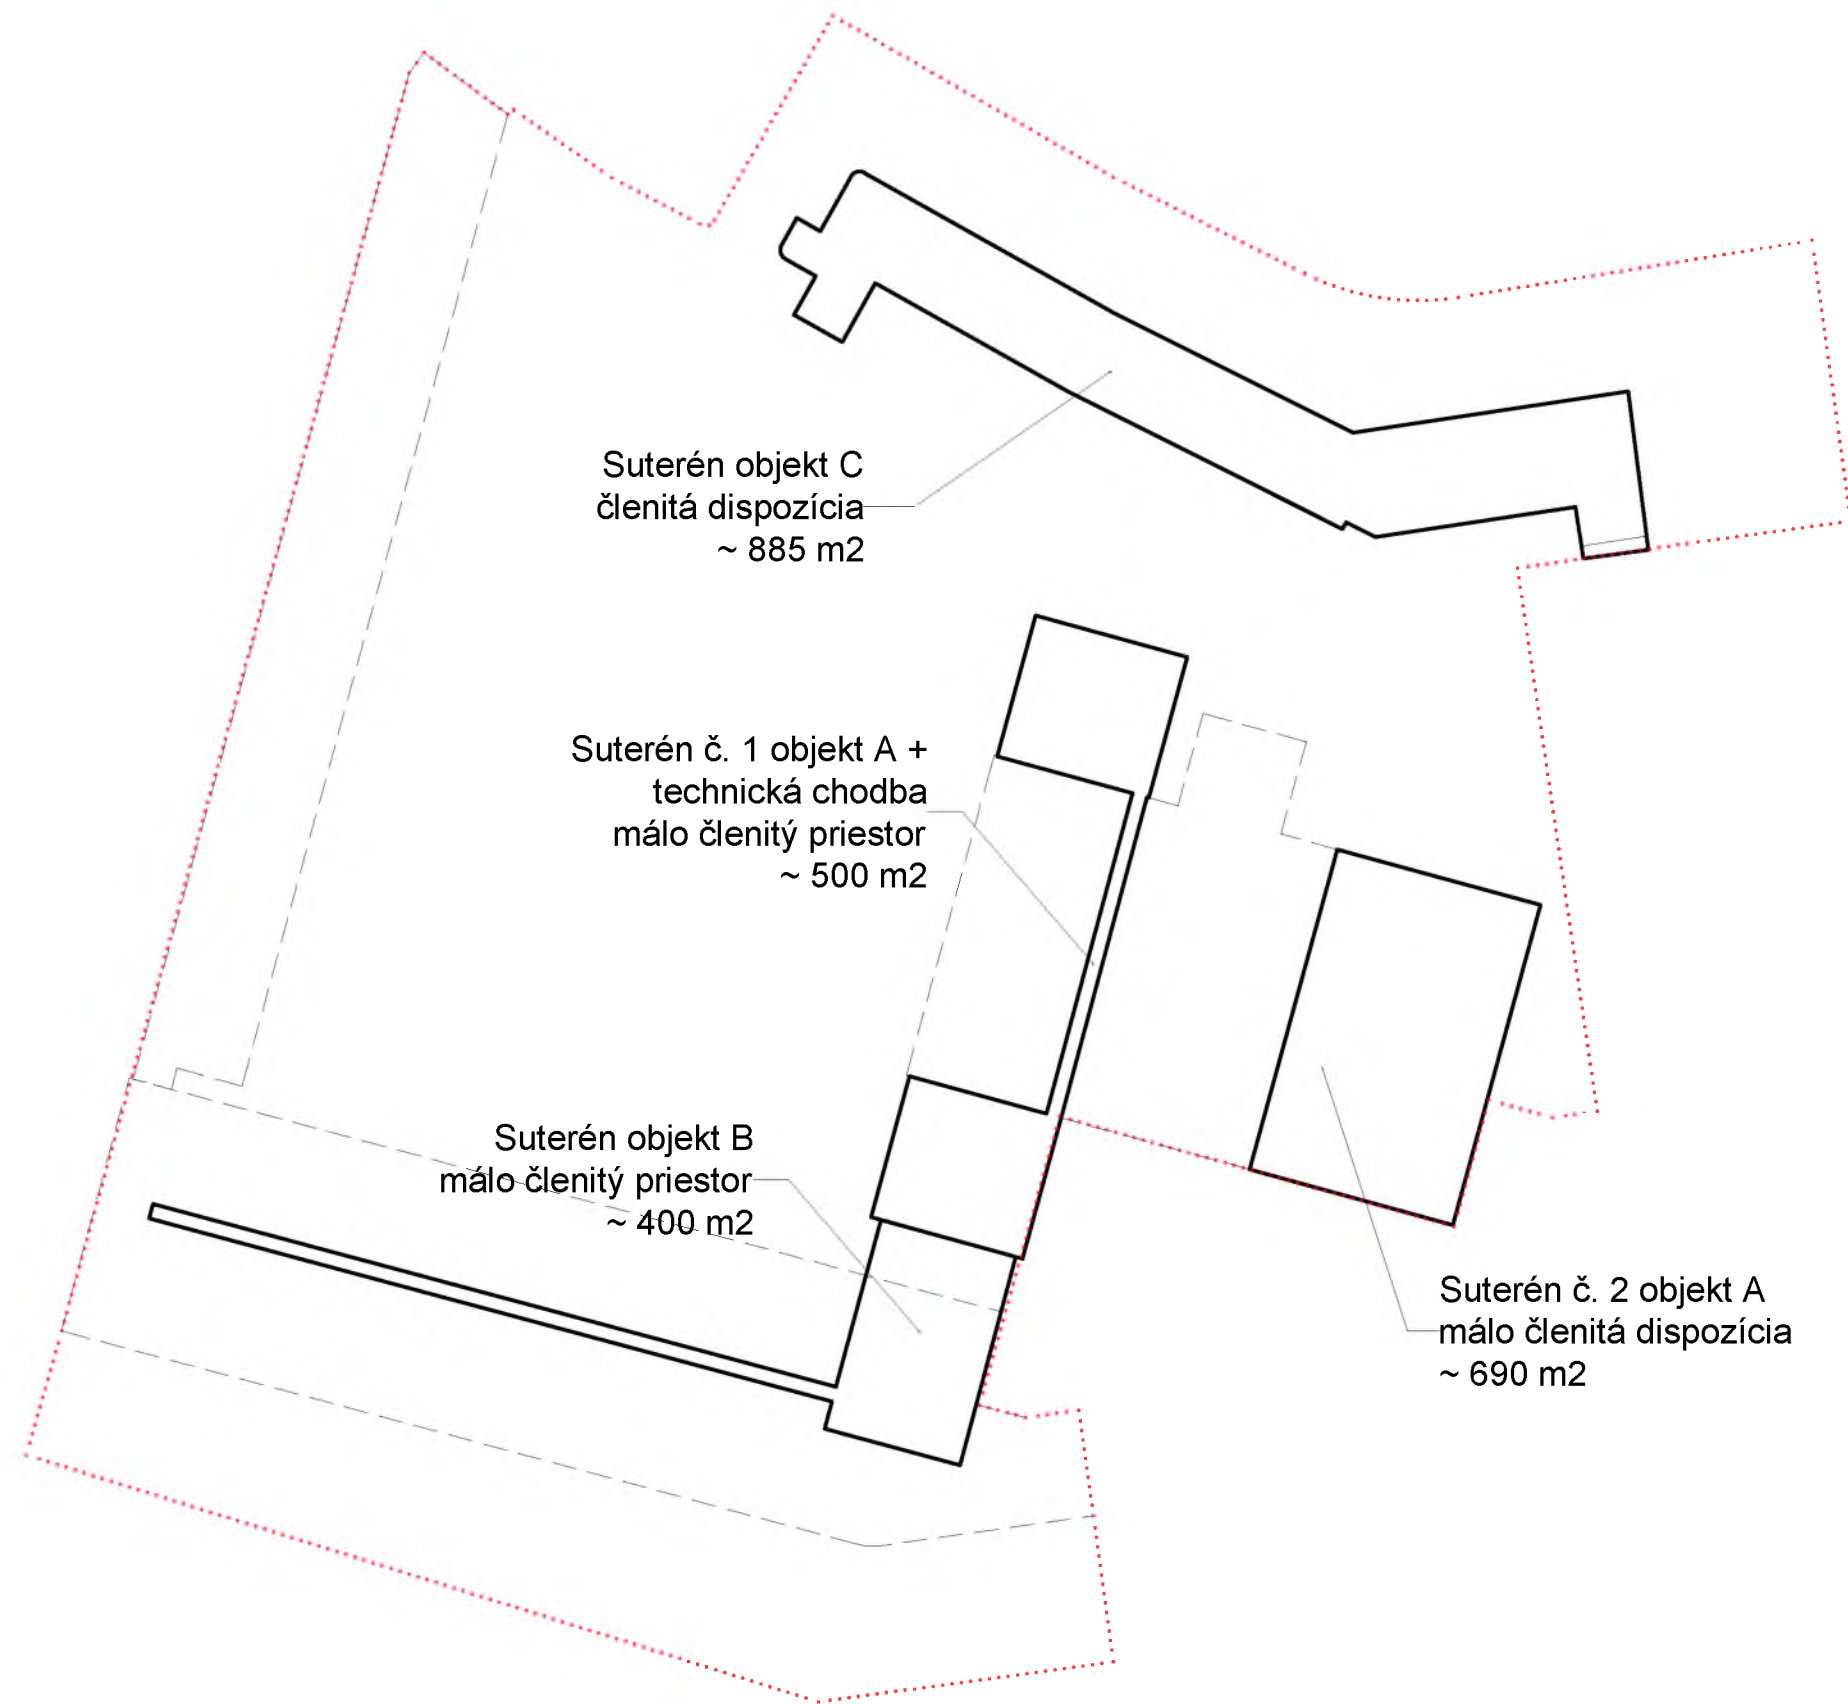 Suterén objekt C
členitá dispozícia
~ 885 m2
Suterén č. 1 objekt A +
technická chodba
málo členitý priestor
~ 500 m2
Suterén objekt B
málo členitý priestor
~ 400 m2
Suterén č. 2 objekt A
málo členitá dispozícia
~ 690 m2